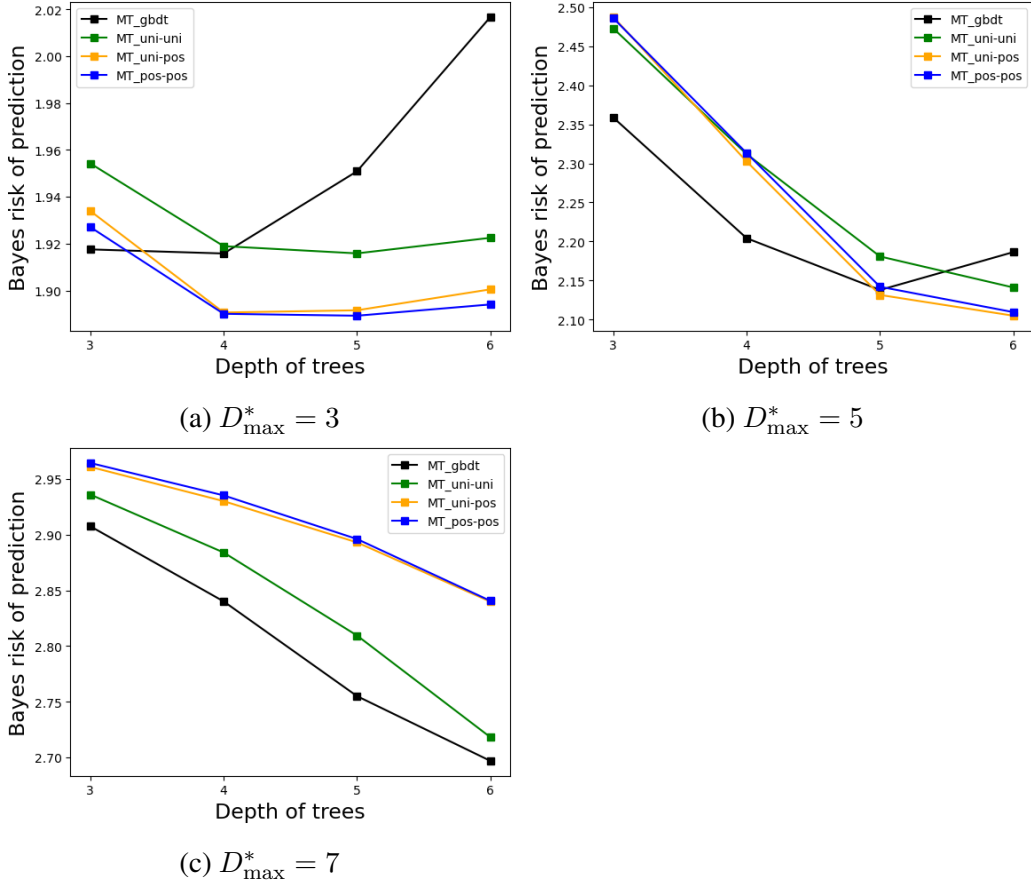 2.02
2.00
1.98
1.96
1.94
1.92
1.90
Bayes risk of prediction
MT_gbdt
MT_uni-uni
MT_uni-pos
MT_pos-pos
3 4 5 6
Depth of trees
(a) D*max = 3
2.50
2.45
2.40
2.35
2.30
2.25
2.20
2.15
2.10
Bayes risk of prediction
MT_gbdt
MT_uni-uni
MT_uni-pos
MT_pos-pos
3 4 5 6
Depth of trees
(b) D*max = 5
2.95
2.90
2.85
2.80
2.75
2.70
Bayes risk of prediction
MT_gbdt
MT_uni-uni
MT_uni-pos
MT_pos-pos
3 4 5 6
Depth of trees
(c) D*max = 7